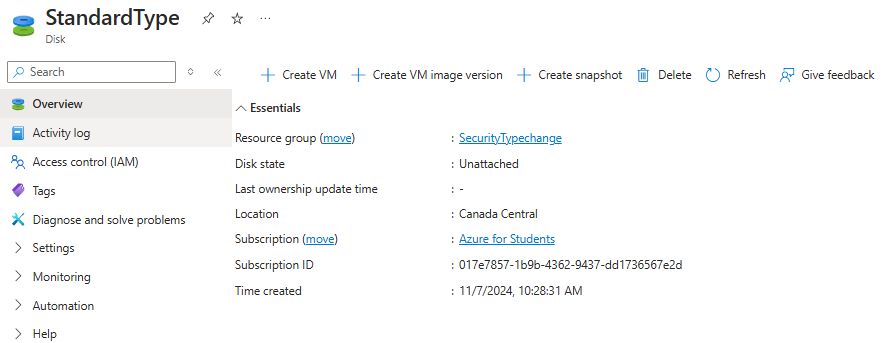 StandardType
Disk
Search
Create VM
Create VM image version
Create snapshot
Delete
Refresh
Give feedback
Overview
Activity log
Access control (IAM)
Tags
Diagnose and solve problems
Settings
Monitoring
Automation
Help
Essentials
Resource group (move) : SecurityTypechange
Disk state : Unattached
Last ownership update time : -
Location : Canada Central
Subscription (move) : Azure for Students
Subscription ID : 017e7857-1b9b-4362-9437-dd1736567e2d
Time created : 11/7/2024, 10:28:31 AM